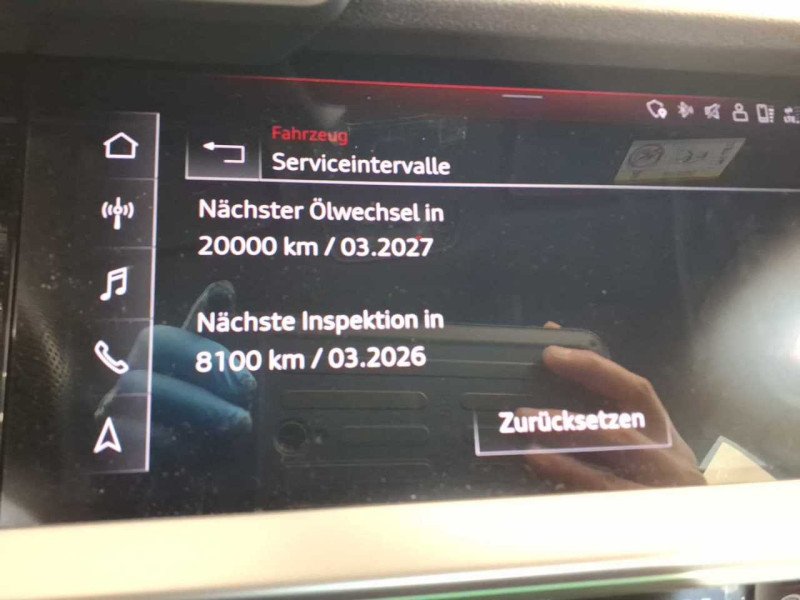 Fahrzeug
Serviceintervalle
Nächster Ölwechsel in
20000 km / 03.2027
Nächste Inspektion in
8100 km / 03.2026
Zurücksetzen